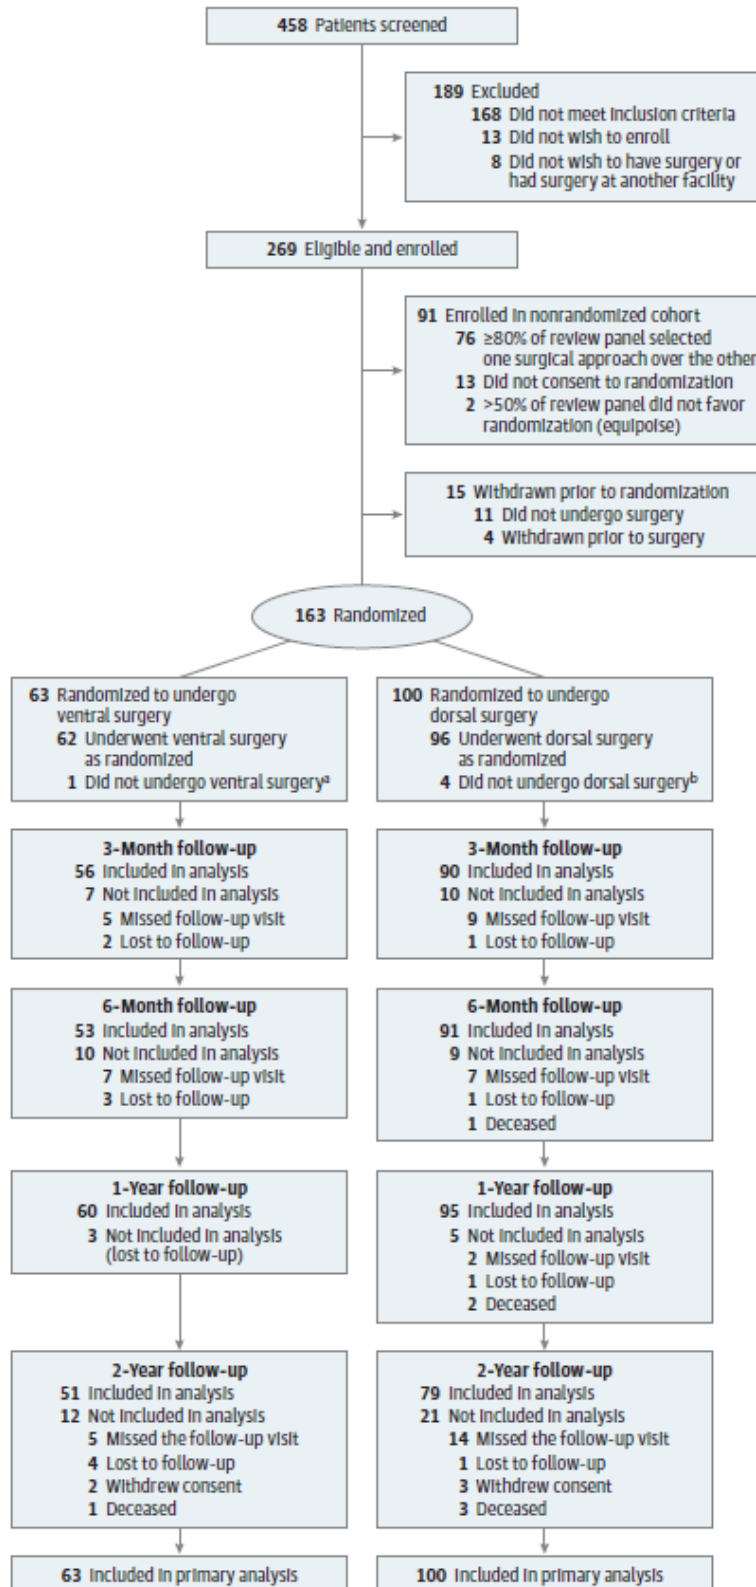 458 Patients screened
189 Excluded
168 Did not meet inclusion criteria
13 Did not wish to enroll
8 Did not wish to have surgery or
had surgery at another facility
269 Eligible and enrolled
91 Enrolled in nonrandomized cohort
76 ≥80% of review panel selected
one surgical approach over the other
13 Did not consent to randomization
2 >50% of review panel did not favor
randomization (equipoise)
15 Withdrawn prior to randomization
11 Did not undergo surgery
4 Withdrawn prior to surgery
163 Randomized
63 Randomized to undergo
ventral surgery
62 Underwent ventral surgery
as randomized
1 Did not undergo ventral surgeryᵃ
100 Randomized to undergo
dorsal surgery
96 Underwent dorsal surgery
as randomized
4 Did not undergo dorsal surgeryᵇ
3-Month follow-up
56 Included in analysis
7 Not included in analysis
5 Missed follow-up visit
2 Lost to follow-up
3-Month follow-up
90 Included in analysis
10 Not included in analysis
9 Missed follow-up visit
1 Lost to follow-up
6-Month follow-up
53 Included in analysis
10 Not included in analysis
7 Missed follow-up visit
3 Lost to follow-up
6-Month follow-up
91 Included in analysis
9 Not included in analysis
7 Missed follow-up visit
1 Lost to follow-up
1 Deceased
1-Year follow-up
60 Included in analysis
3 Not included in analysis
(lost to follow-up)
1-Year follow-up
95 Included in analysis
5 Not included in analysis
2 Missed follow-up visit
1 Lost to follow-up
2 Deceased
2-Year follow-up
51 Included in analysis
12 Not included in analysis
5 Missed the follow-up visit
4 Lost to follow-up
2 Withdrew consent
1 Deceased
2-Year follow-up
79 Included in analysis
21 Not included in analysis
14 Missed the follow-up visit
1 Lost to follow-up
3 Withdrew consent
3 Deceased
63 Included in primary analysis
100 Included in primary analysis